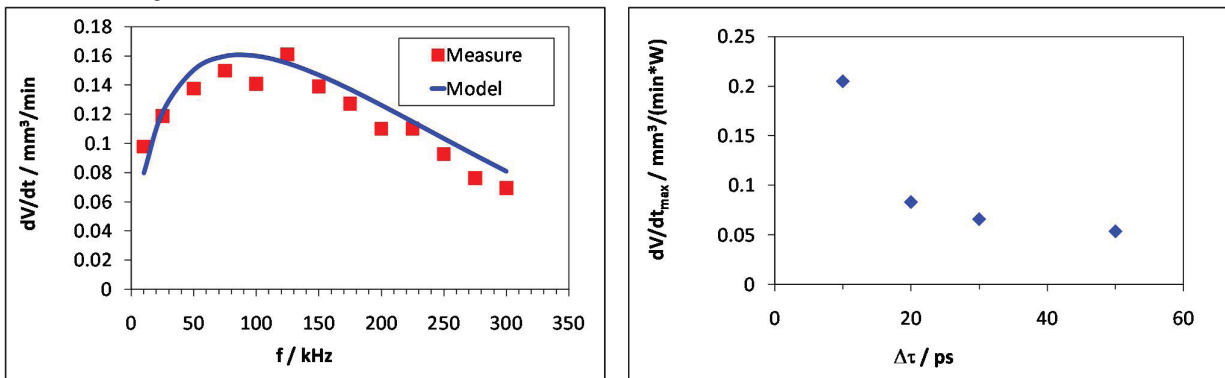 0.18
0.16
0.14
0.12
0.1
0.08
0.06
0.04
0.02
0
dV/dt / mm³/min
0 50 100 150 200 250 300 350
f / kHz
Measure
Model
0.25
0.2
0.15
0.1
0.05
0
dV/dtmax / mm³/(min*W)
0 20 40 60
Δτ / ps